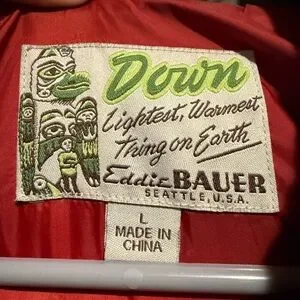 Down
Lightest, Warmest
Thing on Earth
Eddie BAUER
SEATTLE, U.S.A.
L
MADE IN
CHINA